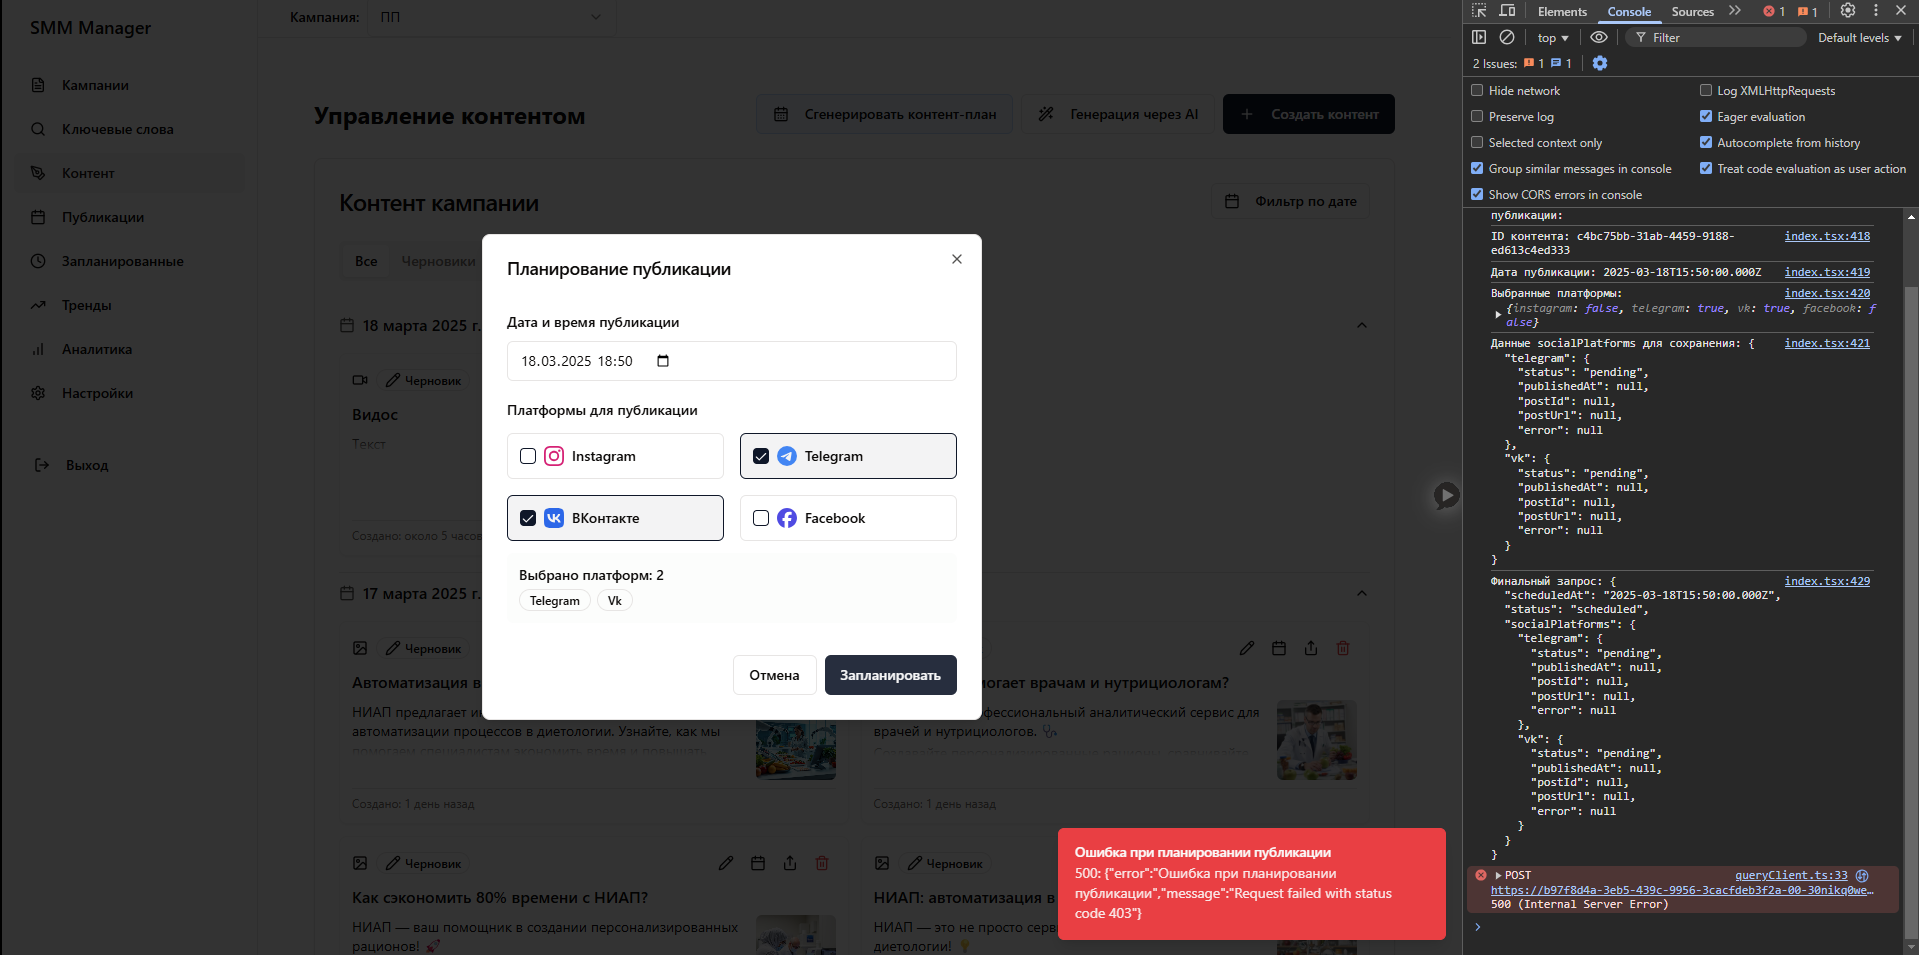 SMM Manager
Кампании
Ключевые слова
Контент
Публикации
Запланированные
Тренды
Аналитика
Настройки
Выход
Кампания: ПП
Управление контентом
Сгенерировать контент-план
Генерация через AI
Создать контент
Контент кампании
Фильтр по дате
Все
Черновики
18 марта 2025 г.
Черновик
Видос
Текст
Создано: около 5 часов
17 марта 2025 г.
Черновик
Автоматизация в
НИАП предлагает
автоматизации процессов в диетологии. Узнайте, как мы
Создано: 1 день назад
могает врачам и нутрициологам?
фессиональный аналитический сервис для
врачей и нутрициологов.
Создано: 1 день назад
Черновик
Как сэкономить 80% времени с НИАП?
НИАП — ваш помощник в создании персонализированных
рационов!
Черновик
НИАП: автоматизация
НИАП — это не просто
диетологии!
Планирование публикации
Дата и время публикации
18.03.2025 18:50
Платформы для публикации
Instagram
Telegram
ВКонтакте
Facebook
Выбрано платформ: 2
Telegram
Vk
Отмена
Запланировать
Ошибка при планировании публикации
500: {"error":"Ошибка при планировании
публикации","message":"Request failed with status
code 403"}
Elements
Console
Sources
1
1
top
Filter
Default levels
2 Issues:
1
1
Hide network
Log XMLHttpRequests
Preserve log
Eager evaluation
Selected context only
Autocomplete from history
Group similar messages in console
Treat code evaluation as user action
Show CORS errors in console
публикации:
ID контента: c4bc75bb-31ab-4459-9188- index.tsx:418
ed613c4ed333
Дата публикации: 2025-03-18T15:50:00.000Z index.tsx:419
Выбранные платформы: index.tsx:420
{instagram: false, telegram: true, vk: true, facebook: f
alse}
Данные socialPlatforms для сохранения: { index.tsx:421
"telegram": {
"status": "pending",
"publishedAt": null,
"postId": null,
"postUrl": null,
"error": null
},
"vk": {
"status": "pending",
"publishedAt": null,
"postId": null,
"postUrl": null,
"error": null
}
}
Финальный запрос: { index.tsx:429
"scheduledAt": "2025-03-18T15:50:00.000Z",
"status": "scheduled",
"socialPlatforms": {
"telegram": {
"status": "pending",
"publishedAt": null,
"postId": null,
"postUrl": null,
"error": null
},
"vk": {
"status": "pending",
"publishedAt": null,
"postId": null,
"postUrl": null,
"error": null
}
}
}
POST queryClient.ts:33
https://b97f8d4a-3eb5-439c-9956-3cacfdeb3f2a-00-30nikq0we…
500 (Internal Server Error)